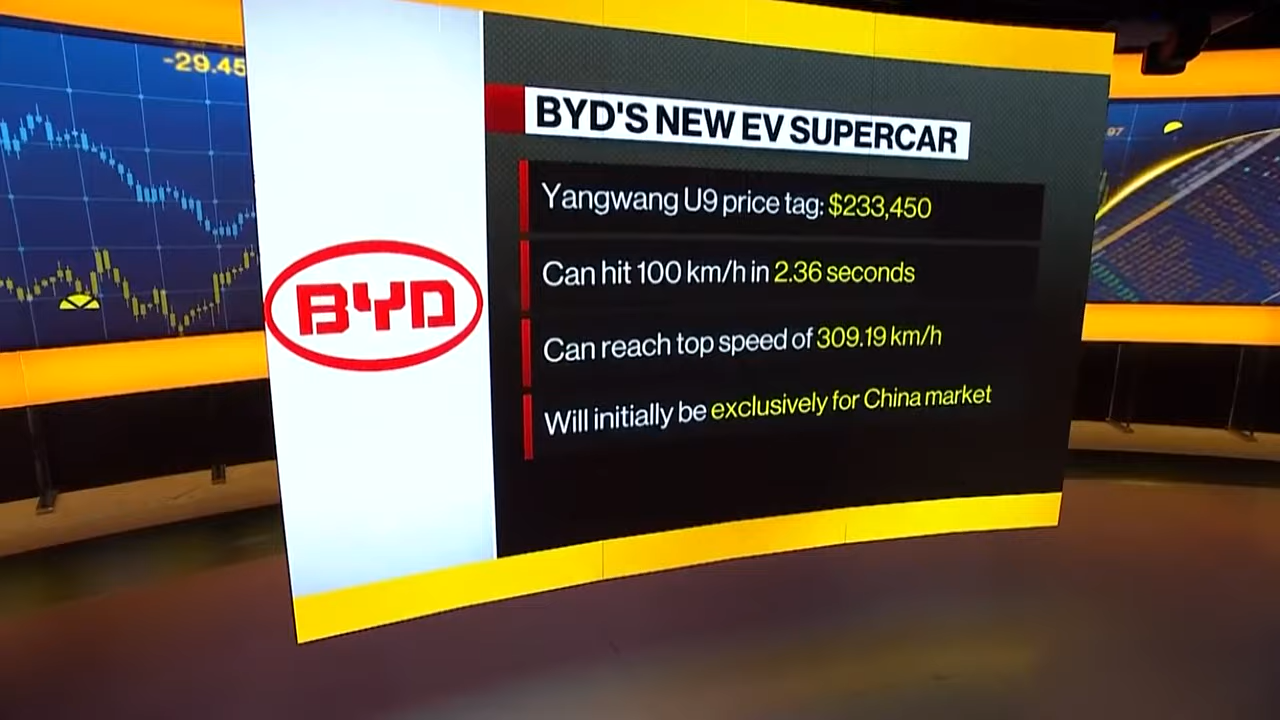 -29.45
BYD'S NEW EV SUPERCAR
Yangwang U9 price tag: $233,450
Can hit 100 km/h in 2.36 seconds
Can reach top speed of 309.19 km/h
Will initially be exclusively for China market
BYD
97